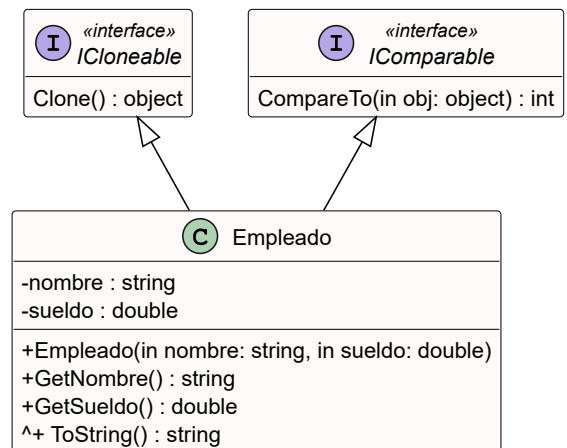 I «interface»
ICloneable
Clone() : object
I «interface»
IComparable
CompareTo(in obj: object) : int
C Empleado
-nombre : string
-sueldo : double
+Empleado(in nombre: string, in sueldo: double)
+GetNombre() : string
+GetSueldo() : double
^+ ToString() : string